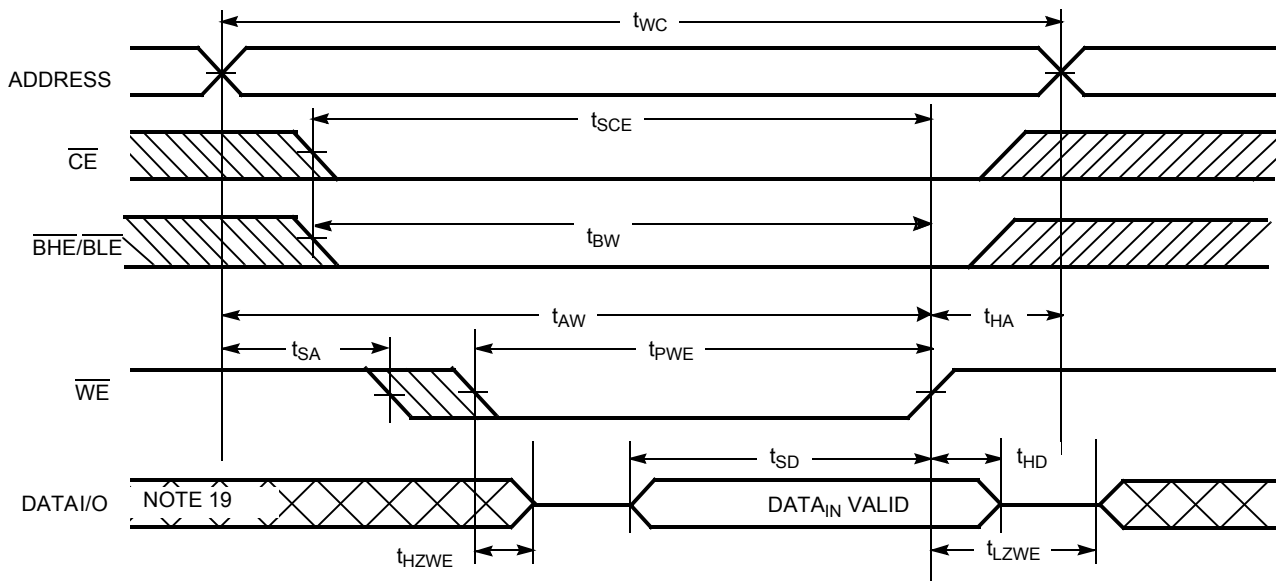 tWC
ADDRESS
tSCE
CE
tBW
BHE/BLE
tAW
tHA
tSA
tPWE
WE
tSD
tHD
DATAI/O
NOTE 19
DATAIN VALID
tHZWE
tLZWE